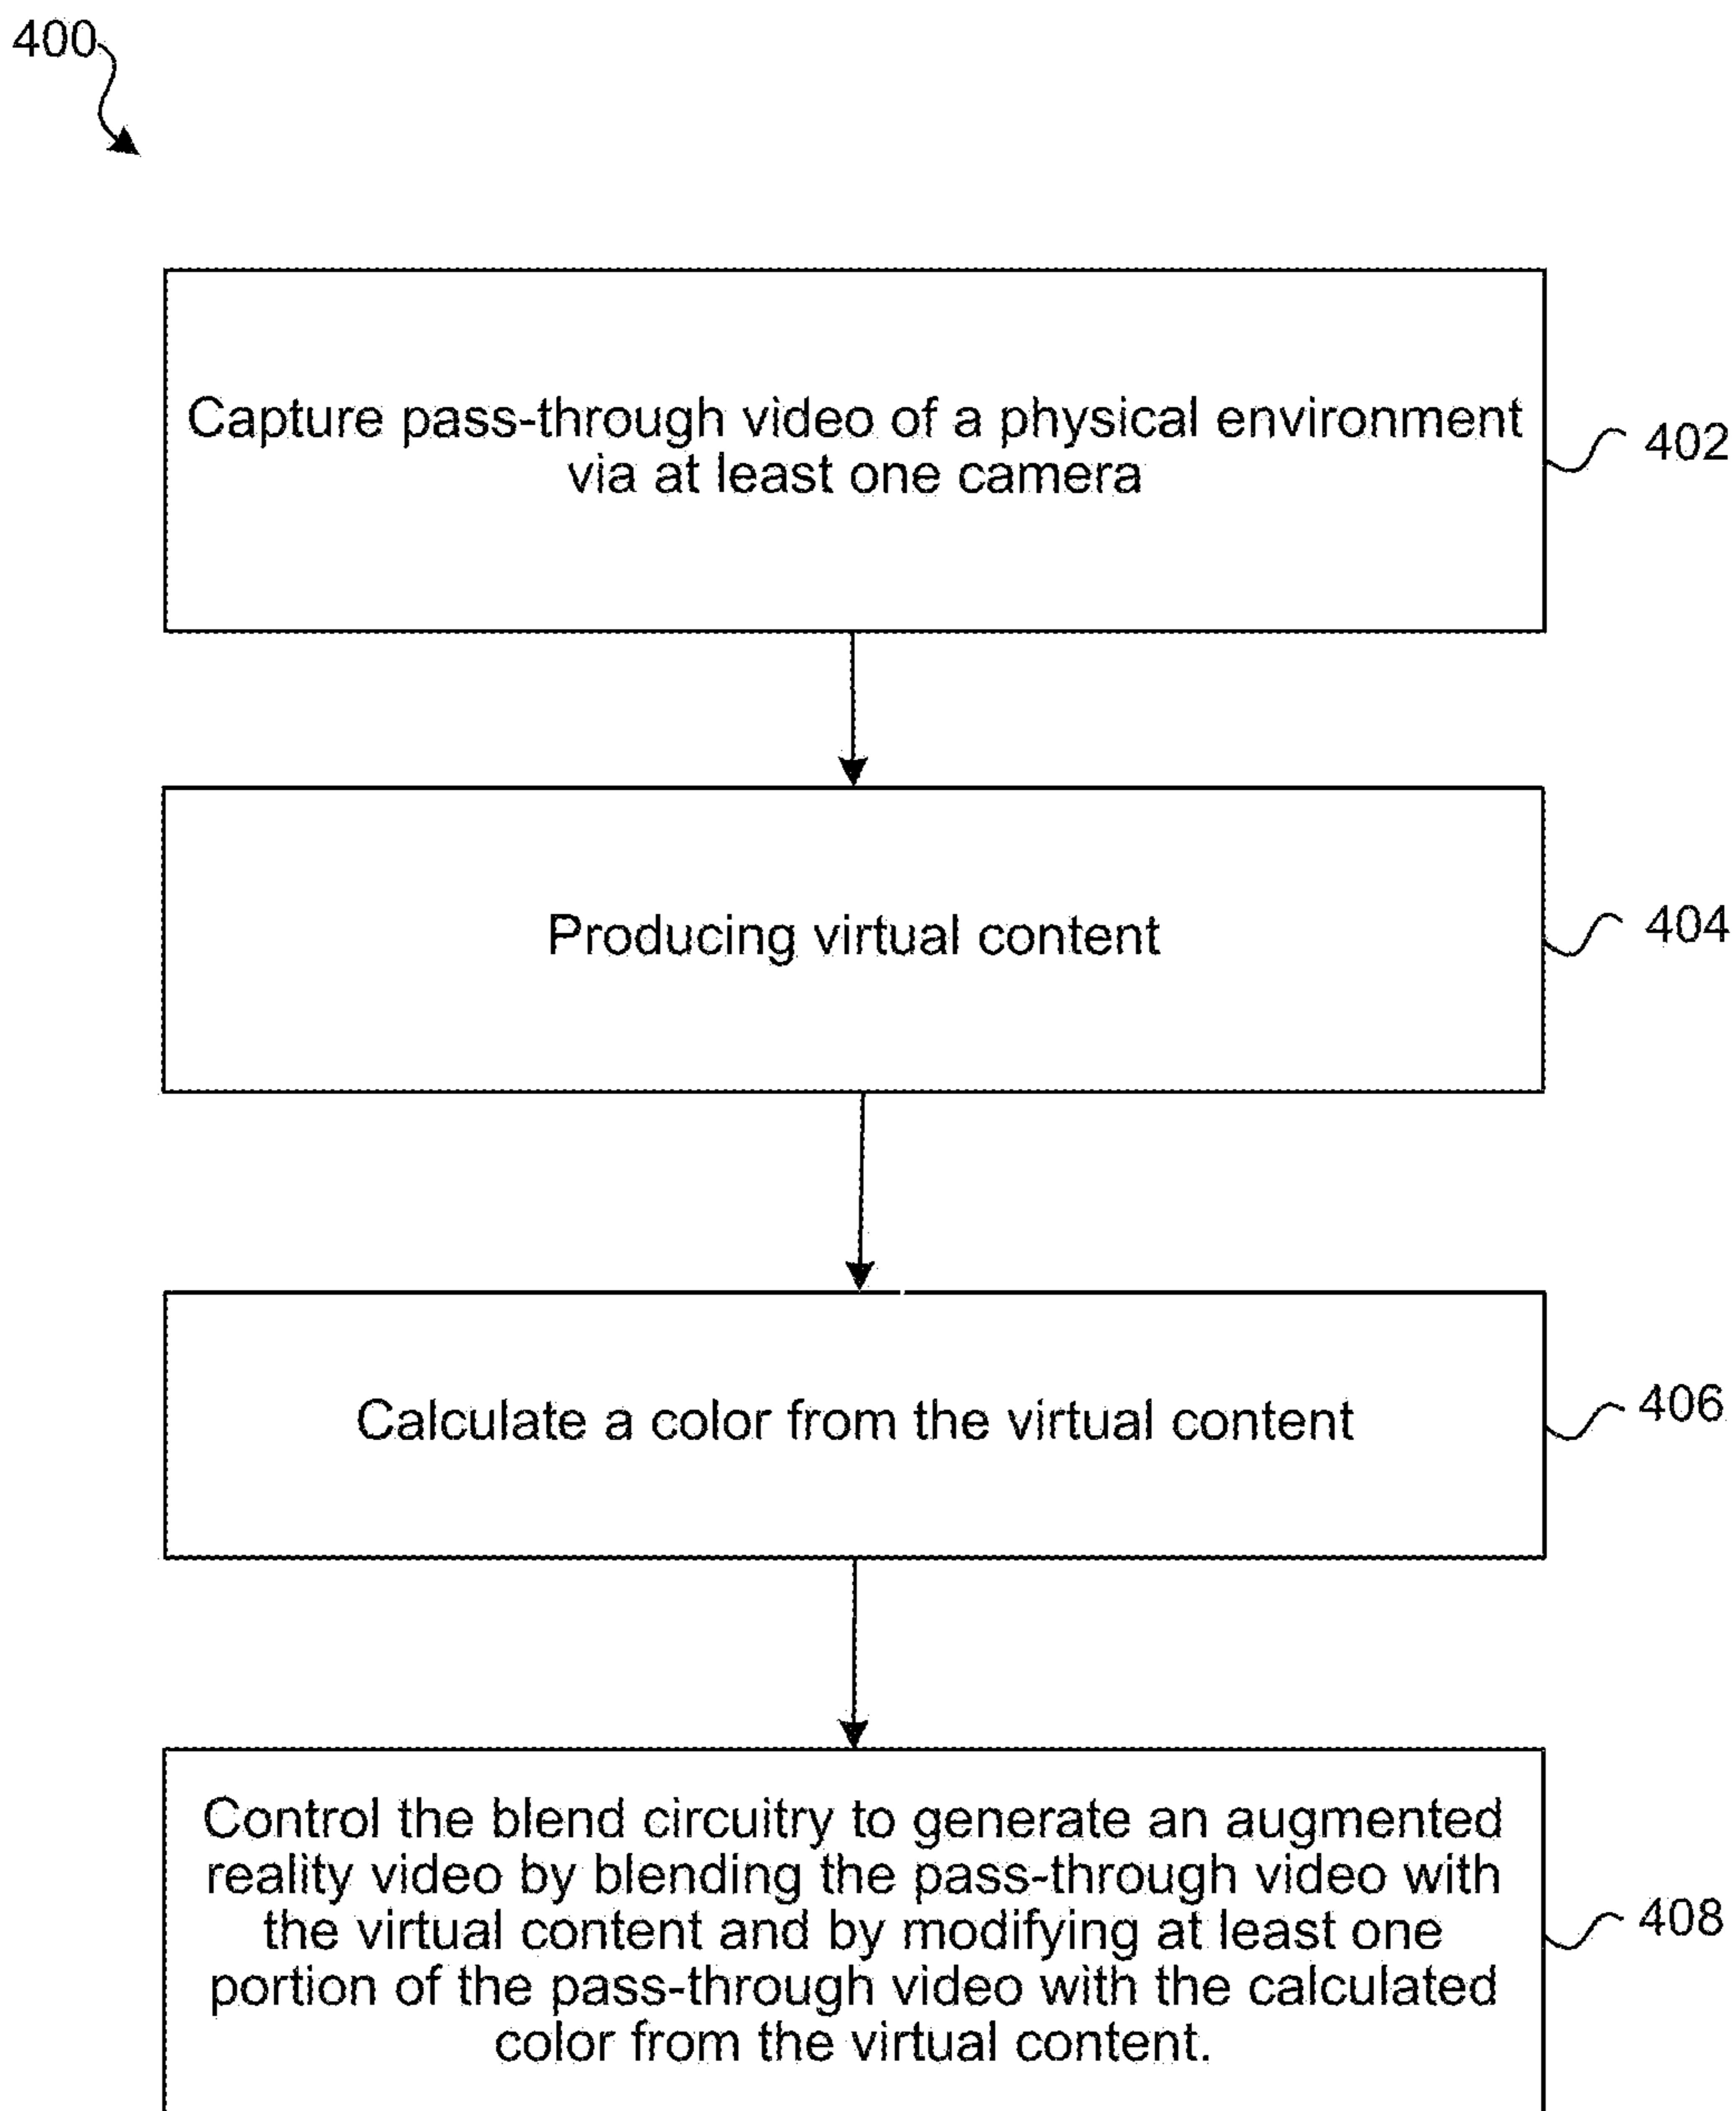 400
Capture pass-through video of a physical environment
via at least one camera
402
Producing virtual content
404
Calculate a color from the virtual content
406
Control the blend circuitry to generate an augmented
reality video by blending the pass-through video with
the virtual content and by modifying at least one
portion of the pass-through video with the calculated
color from the virtual content.
408